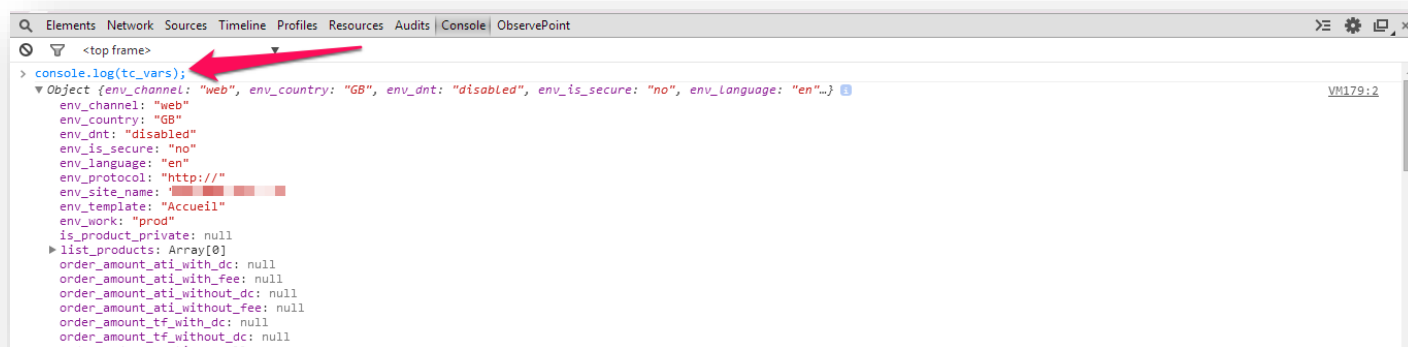 Elements Network Sources Timeline Profiles Resources Audits Console ObservePoint
<top frame>
console.log(tc_vars);
Object {env_channel: "web", env_country: "GB", env_dnt: "disabled", env_is_secure: "no", env_language: "en"…} VM179:2
env_channel: "web"
env_country: "GB"
env_dnt: "disabled"
env_is_secure: "no"
env_language: "en"
env_protocol: "http://"
env_site_name: "
env_template: "Accueil"
env_work: "prod"
is_product_private: null
list_products: Array[0]
order_amount_ati_with_dc: null
order_amount_ati_with_fee: null
order_amount_ati_without_dc: null
order_amount_ati_without_fee: null
order_amount_tf_with_dc: null
order_amount_tf_without_dc: null